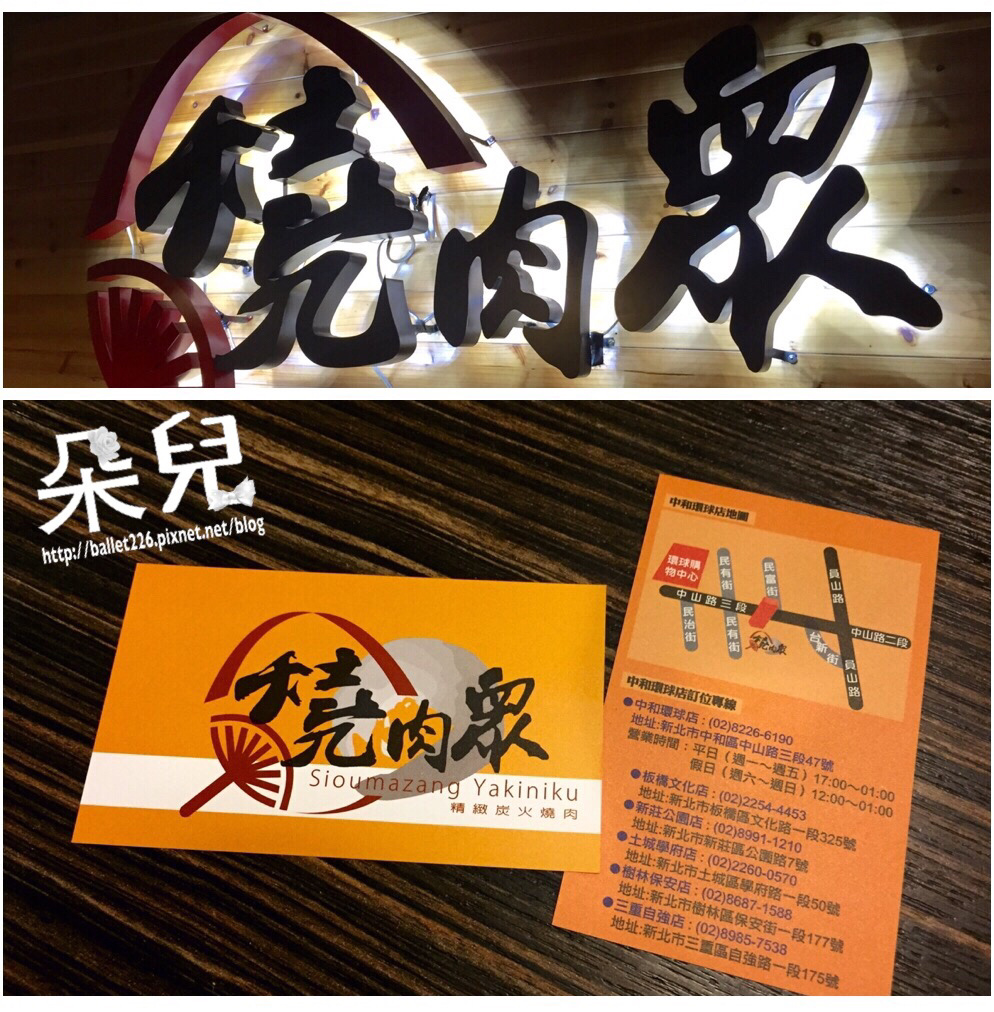 燒肉眾
朵兒
http://ballet226.pixnet.net/blog
燒肉眾
Sioumazang Yakiniku
精緻炭火燒肉
中和環球店地圖
環球購
物中心
民有街
民富街
員山路
中山路三段
中山路二段
民治街
民有街
燒肉眾
台新街
員山路
中和環球店訂位專線
●中和環球店:(02)8226-6190
地址:新北市中和區中山路三段47號
營業時間:平日(週一~週五)17:00~01:00
假日(週六~週日)12:00~01:00
●板橋文化店:(02)2254-4453
地址:新北市板橋區文化路一段325號
●新莊公園店:(02)8991-1210
地址:新北市新莊區公園路7號
●土城學府店:(02)2260-0570
地址:新北市土城區學府路一段50號
●樹林保安店:(02)8687-1588
地址:新北市樹林區保安街一段177號
●三重自強店:(02)8985-7538
地址:新北市三重區自強路一段175號